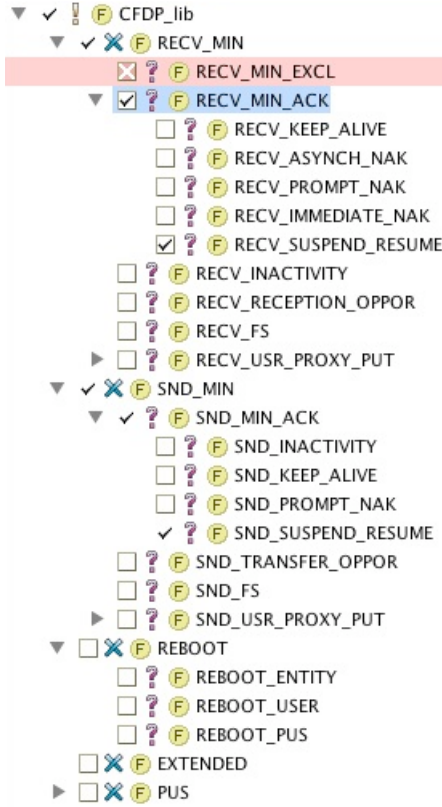 F CFDP_lib
F RECV_MIN
? F RECV_MIN_EXCL
? F RECV_MIN_ACK
? F RECV_KEEP_ALIVE
? F RECV_ASYNCH_NAK
? F RECV_PROMPT_NAK
? F RECV_IMMEDIATE_NAK
? F RECV_SUSPEND_RESUME
? F RECV_INACTIVITY
? F RECV_RECEPTION_OPPOR
? F RECV_FS
? F RECV_USR_PROXY_PUT
F SND_MIN
? F SND_MIN_ACK
? F SND_INACTIVITY
? F SND_KEEP_ALIVE
? F SND_PROMPT_NAK
? F SND_SUSPEND_RESUME
? F SND_TRANSFER_OPPOR
? F SND_FS
? F SND_USR_PROXY_PUT
F REBOOT
? F REBOOT_ENTITY
? F REBOOT_USER
? F REBOOT_PUS
F EXTENDED
F PUS